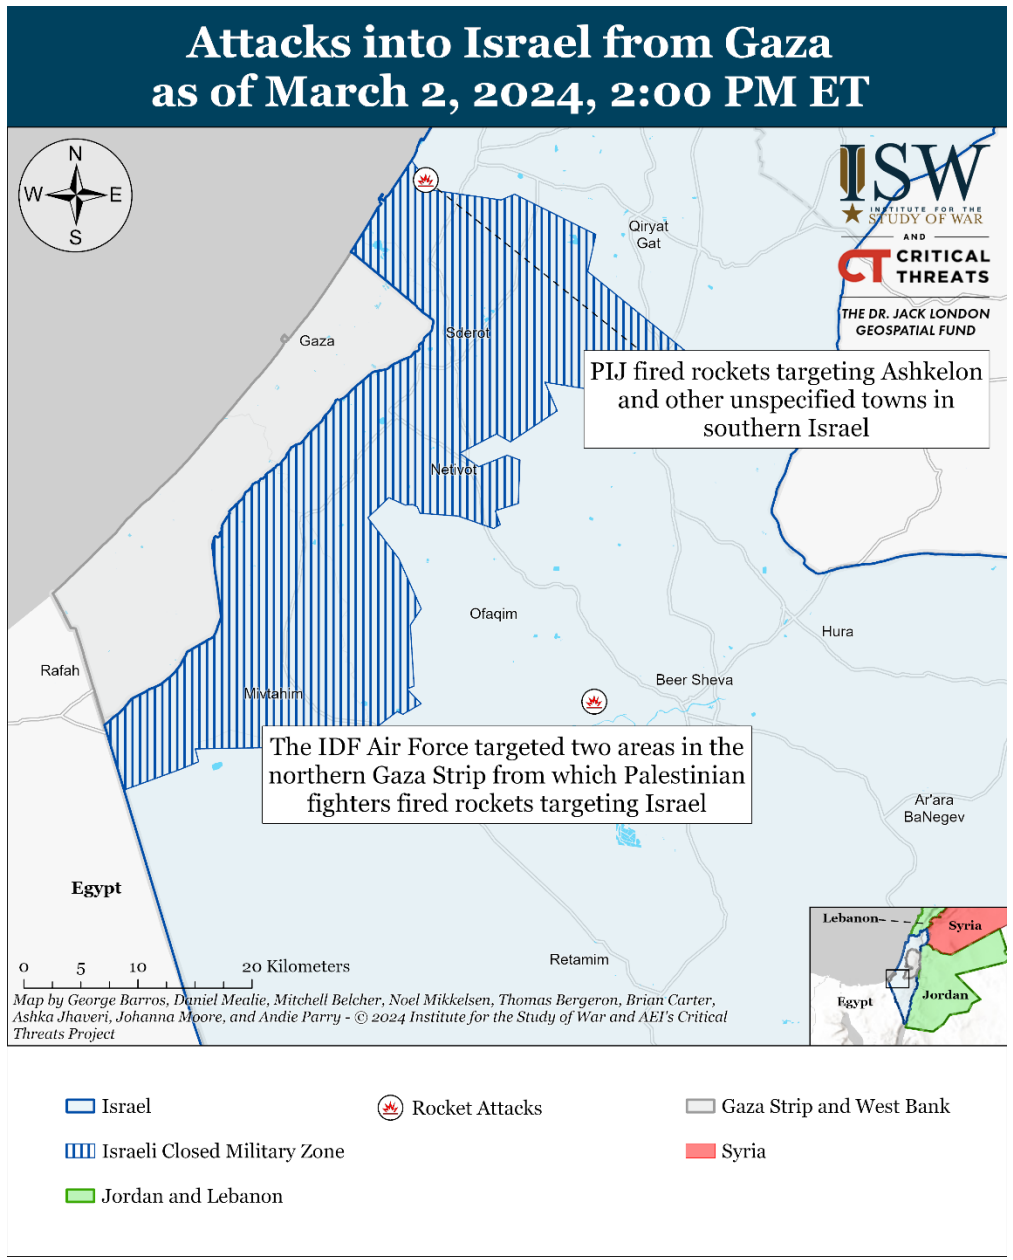 Attacks into Israel from Gaza
as of March 2, 2024, 2:00 PM ET
N
W
E
S
ISW
INSTITUTE FOR THE
STUDY OF WAR
AND
CT CRITICAL
THREATS
THE DR. JACK LONDON
GEOSPATIAL FUND
Qiryat
Gat
Sderot
Gaza
PIJ fired rockets targeting Ashkelon
and other unspecified towns in
southern Israel
Netivot
Ofaqim
Hura
Rafah
Beer Sheva
Mivtahim
The IDF Air Force targeted two areas in the
northern Gaza Strip from which Palestinian
fighters fired rockets targeting Israel
Ar'ara
BaNegev
Egypt
Retamim
Lebanon
Syria
Egypt
Jordan
0 5 10 20 Kilometers
Map by George Barros, Daniel Mealie, Mitchell Belcher, Noel Mikkelsen, Thomas Bergeron, Brian Carter,
Ashka Jhaveri, Johanna Moore, and Andie Parry - © 2024 Institute for the Study of War and AEI's Critical
Threats Project
Israel
Rocket Attacks
Gaza Strip and West Bank
Israeli Closed Military Zone
Syria
Jordan and Lebanon